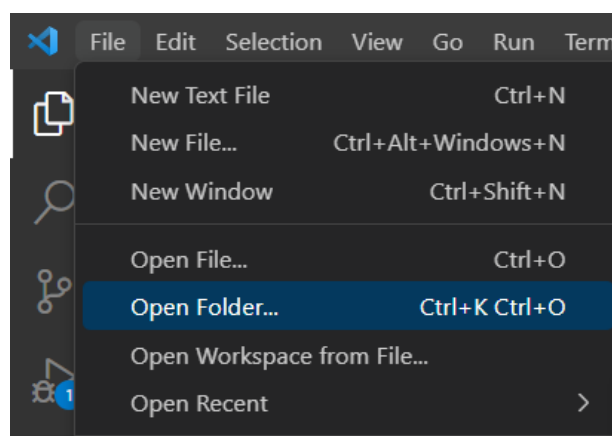 File Edit Selection View Go Run Term
New Text File Ctrl+N
New File... Ctrl+Alt+Windows+N
New Window Ctrl+Shift+N
Open File... Ctrl+O
Open Folder... Ctrl+K Ctrl+O
Open Workspace from File...
Open Recent
1